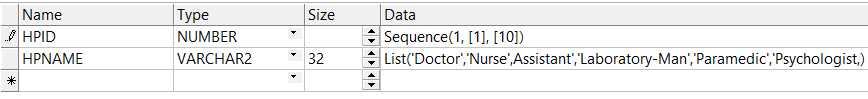 Name Type Size Data
HPID NUMBER Sequence(1, [1], [10])
HPNAME VARCHAR2 32 List('Doctor','Nurse',Assistant','Laboratory-Man','Paramedic','Psychologist,)